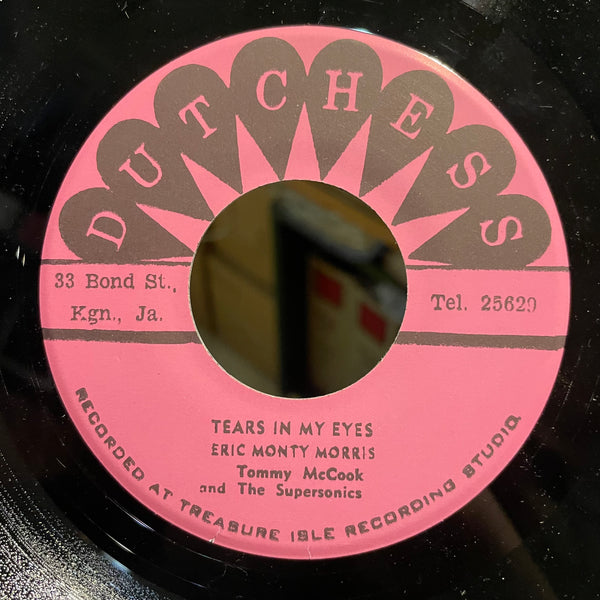 DUTCHESS
33 Bond St.,
Kgn., Ja.
Tel. 25629
TEARS IN MY EYES
ERIC MONTY MORRIS
Tommy McCook
and The Supersonics
RECORDED AT TREASURE ISLE RECORDING STUDIO